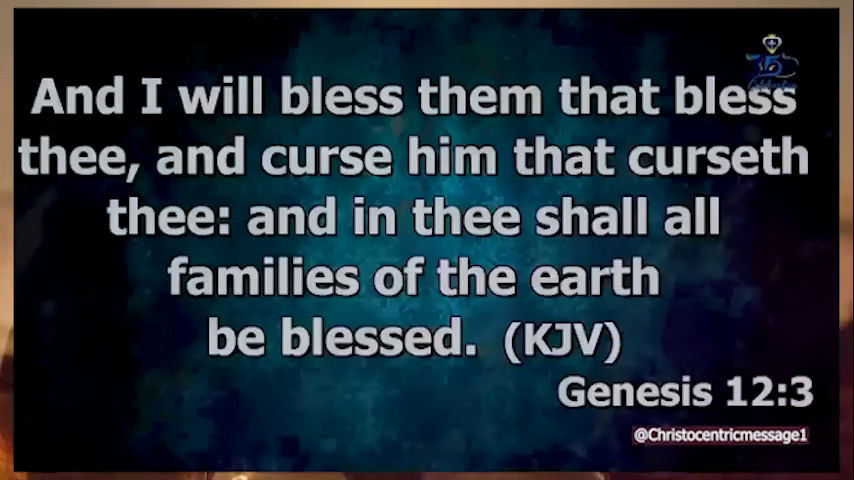 And I will bless them that bless
thee, and curse him that curseth
thee: and in thee shall all
families of the earth
be blessed. (KJV)
Genesis 12:3
@Christocentricmessage1